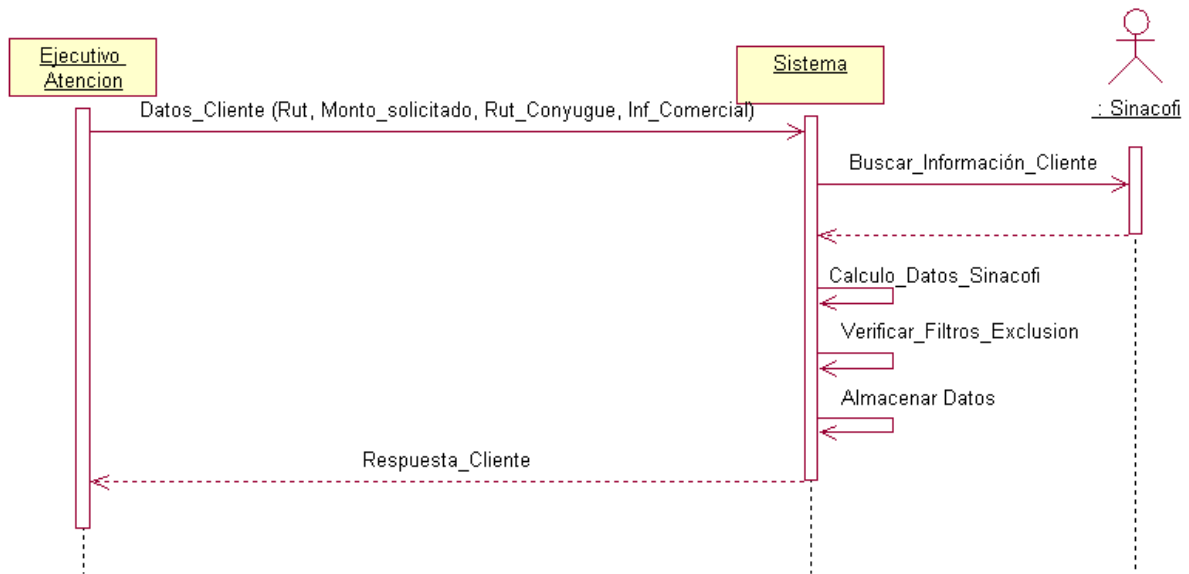 Ejecutivo
Atencion
Sistema
: Sinacofi
Datos_Cliente (Rut, Monto_solicitado, Rut_Conyugue, Inf_Comercial)
Buscar_Información_Cliente
Calculo_Datos_Sinacofi
Verificar_Filtros_Exclusion
Almacenar Datos
Respuesta_Cliente